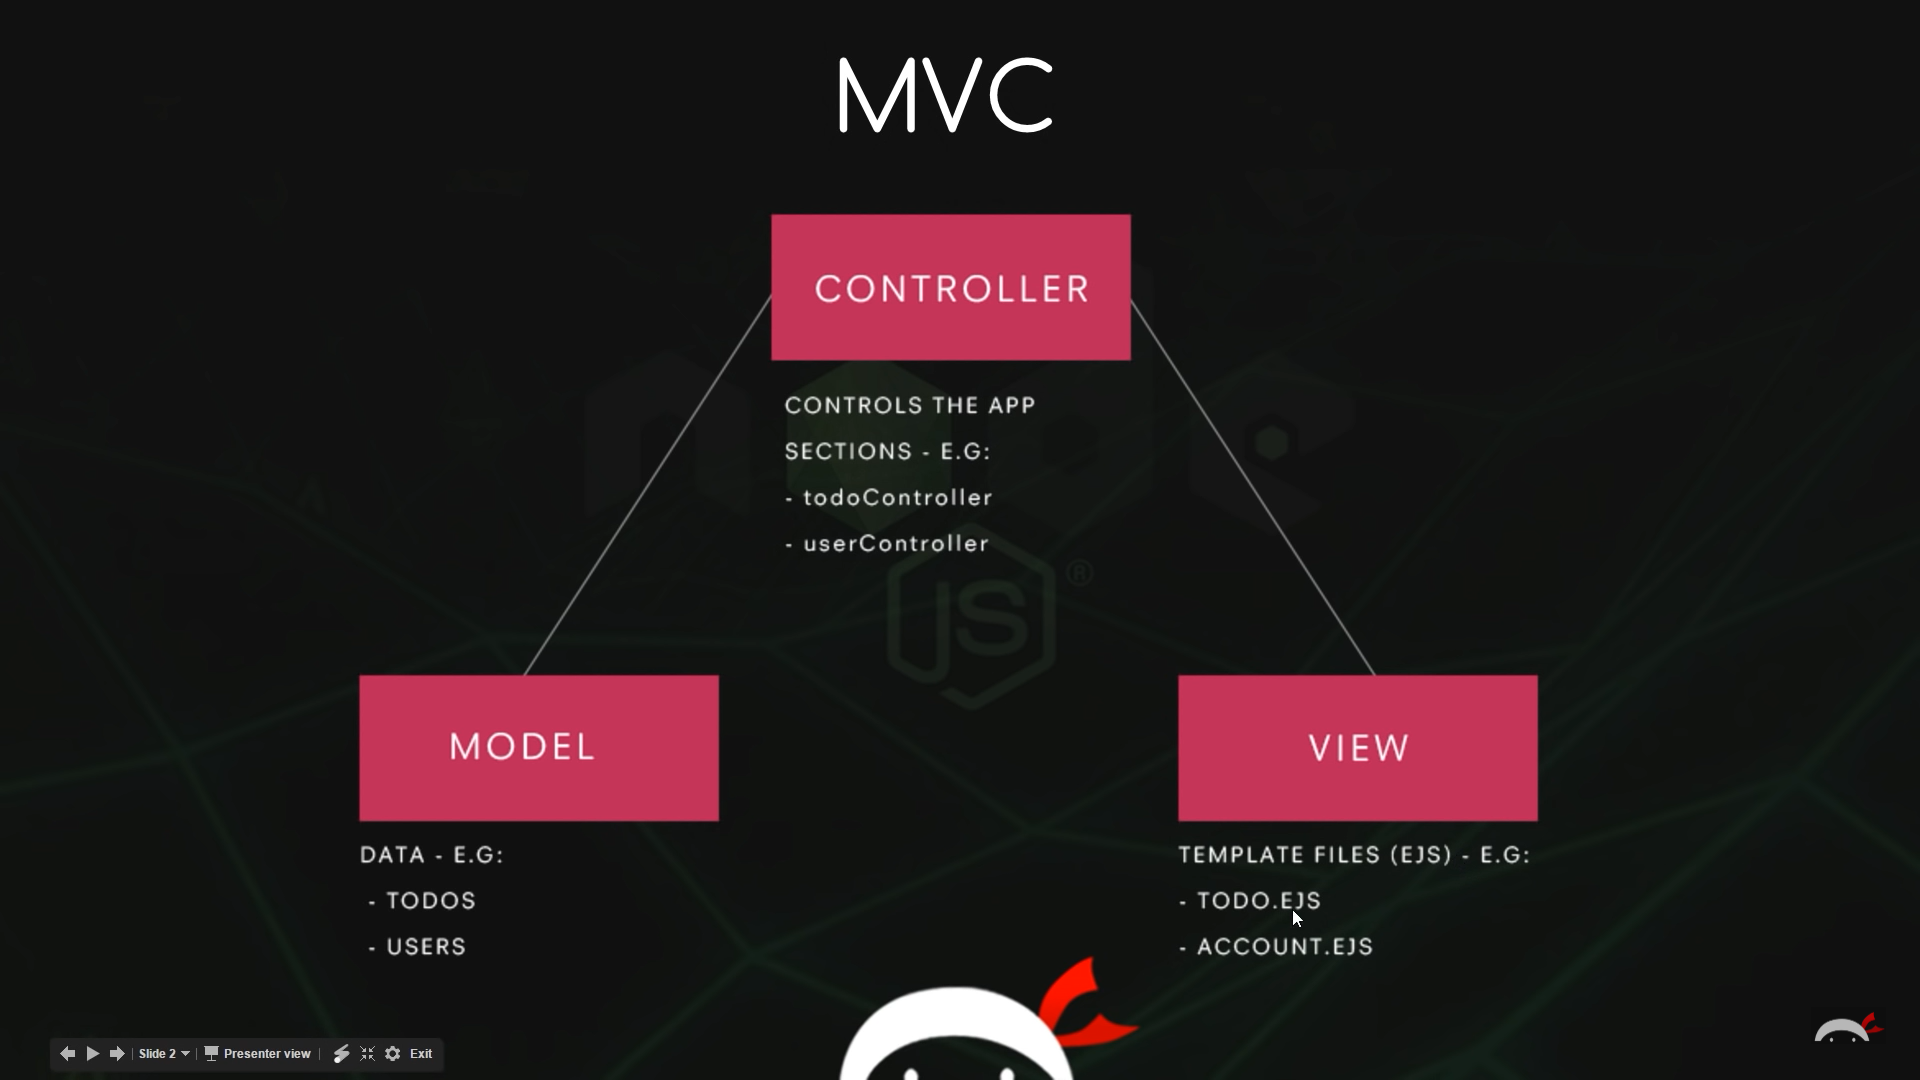 MVC
CONTROLLER
CONTROLS THE APP
SECTIONS - E.G:
- todoController
- userController
JS®
MODEL
DATA - E.G:
- TODOS
- USERS
VIEW
TEMPLATE FILES (EJS) - E.G:
- TODO.EJS
- ACCOUNT.EJS
Slide 2
Presenter view
Exit